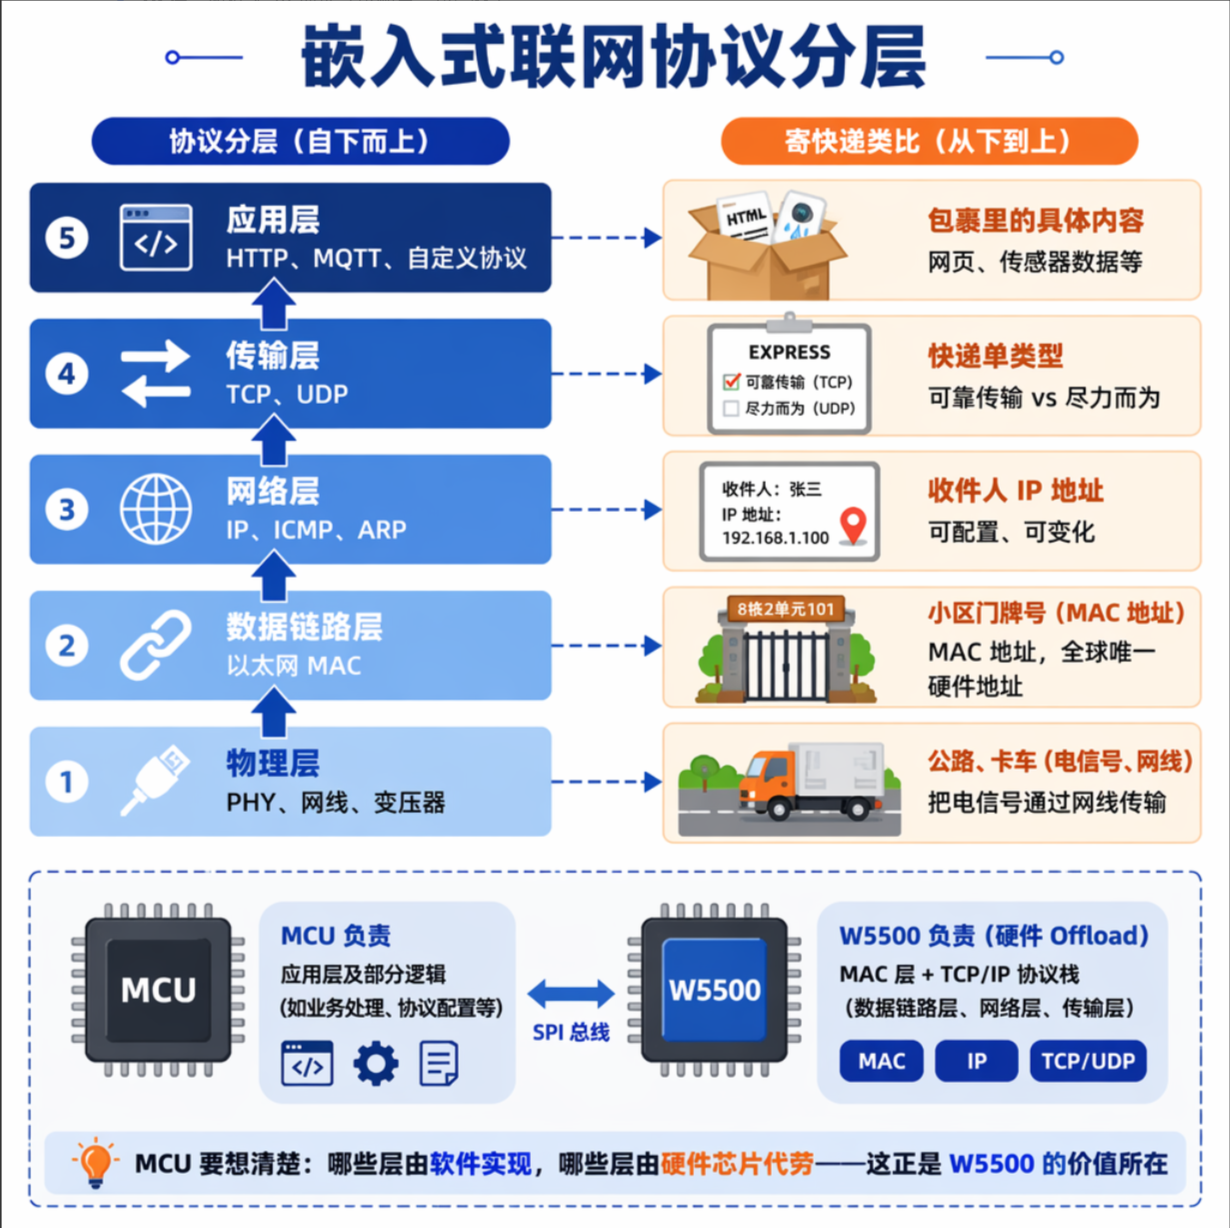 嵌入式联网协议分层
协议分层（自下而上）
寄快递类比（从下到上）
5
</>
应用层
HTTP、MQTT、自定义协议
HTML
包裹里的具体内容
网页、传感器数据等
4
传输层
TCP、UDP
EXPRESS
可靠传输（TCP）
尽力而为（UDP）
快递单类型
可靠传输 vs 尽力而为
3
网络层
IP、ICMP、ARP
收件人：张三
IP 地址：
192.168.1.100
收件人 IP 地址
可配置、可变化
2
数据链路层
以太网 MAC
8栋2单元101
小区门牌号（MAC 地址）
MAC 地址，全球唯一
硬件地址
1
物理层
PHY、网线、变压器
公路、卡车（电信号、网线）
把电信号通过网线传输
MCU
MCU 负责
应用层及部分逻辑
（如业务处理、协议配置等）
</>
SPI 总线
W5500
W5500 负责（硬件 Offload）
MAC 层 + TCP/IP 协议栈
（数据链路层、网络层、传输层）
MAC
IP
TCP/UDP
MCU 要想清楚：哪些层由软件实现，哪些层由硬件芯片代劳——这正是 W5500 的价值所在